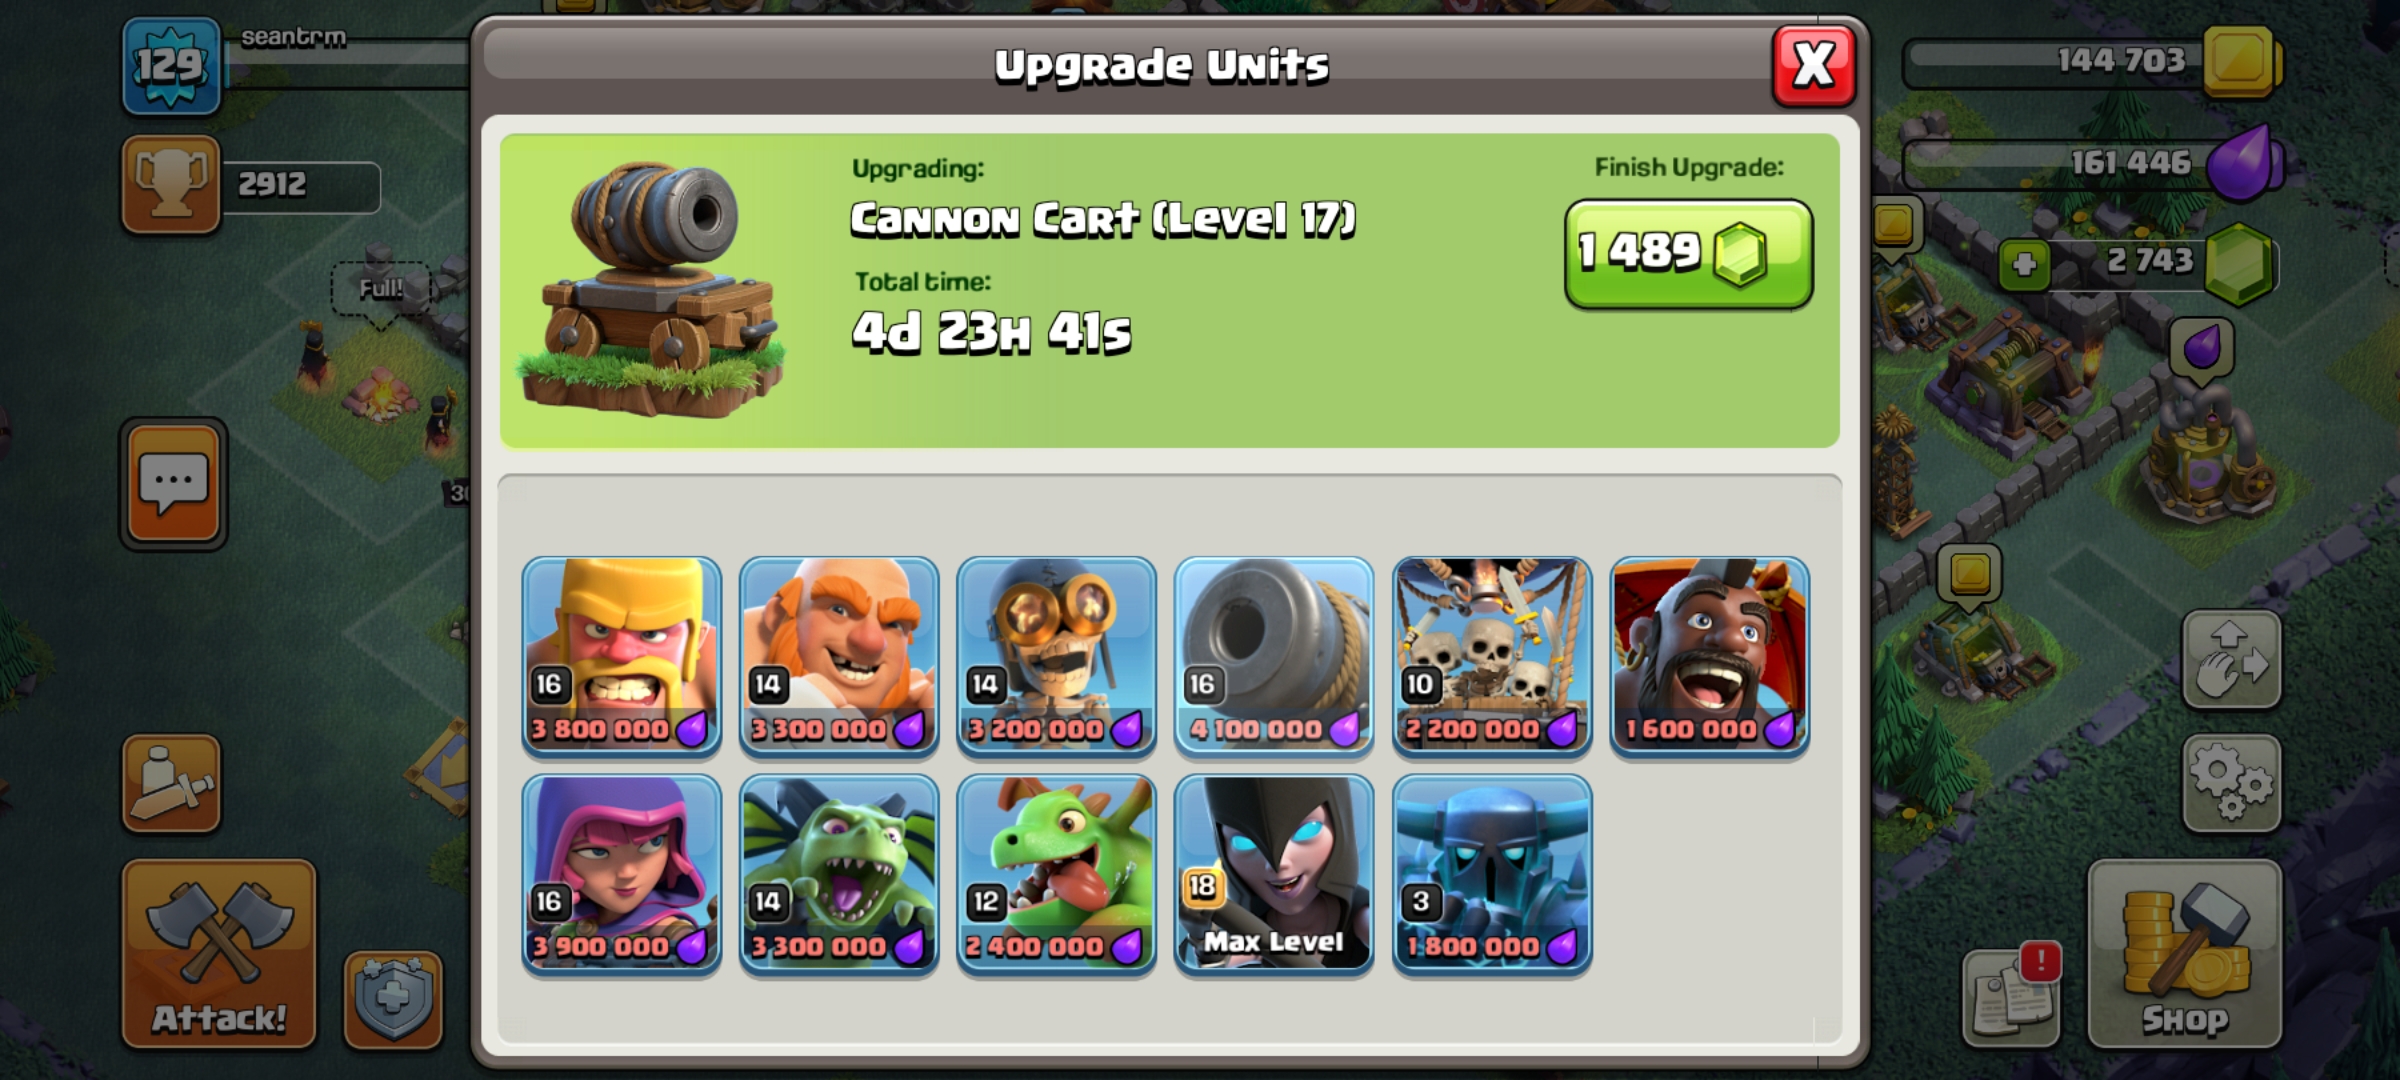 129
seantrm
2912
Full!
30
Attack!
Upgrade Units
X
Upgrading:
Cannon Cart (Level 17)
Total time:
4d 23H 41s
Finish Upgrade:
1 489
16
3 800 000
14
3 300 000
14
3 200 000
16
4 100 000
10
2 200 000
1 600 000
16
3 900 000
14
3 300 000
12
2 400 000
18
Max Level
3
1 800 000
144 703
161 446
2 743
!
Shop